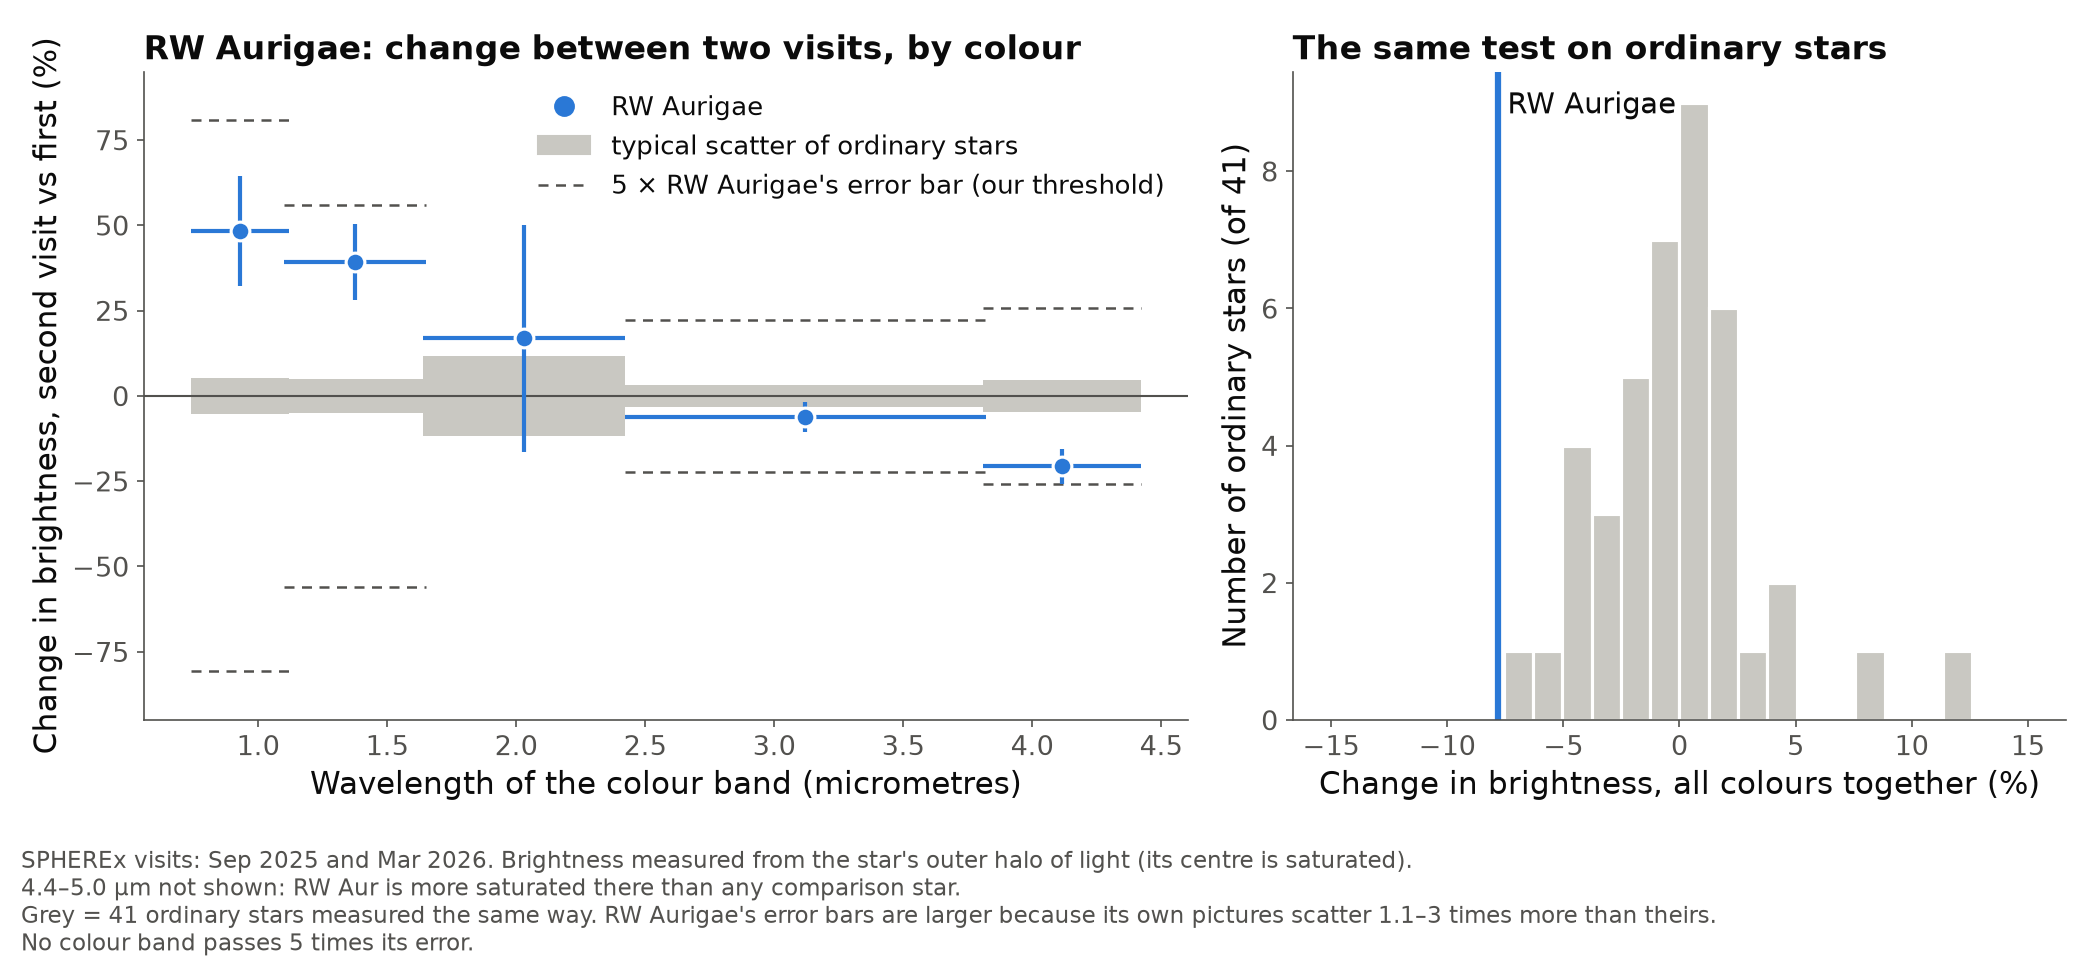 RW Aurigae: change between two visits, by colour
Change in brightness, second visit vs first (%)
75
50
25
0
−25
−50
−75
RW Aurigae
typical scatter of ordinary stars
5 × RW Aurigae's error bar (our threshold)
1.0 1.5 2.0 2.5 3.0 3.5 4.0 4.5
Wavelength of the colour band (micrometres)
The same test on ordinary stars
Number of ordinary stars (of 41)
RW Aurigae
8
6
4
2
0
−15 −10 −5 0 5 10 15
Change in brightness, all colours together (%)
SPHEREx visits: Sep 2025 and Mar 2026. Brightness measured from the star's outer halo of light (its centre is saturated).
4.4–5.0 µm not shown: RW Aur is more saturated there than any comparison star.
Grey = 41 ordinary stars measured the same way. RW Aurigae's error bars are larger because its own pictures scatter 1.1–3 times more than theirs.
No colour band passes 5 times its error.